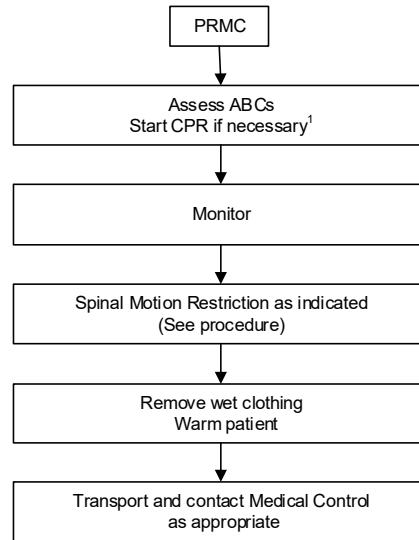 PRMC
Assess ABCs
Start CPR if necessary¹
Monitor
Spinal Motion Restriction as indicated
(See procedure)
Remove wet clothing
Warm patient
Transport and contact Medical Control
as appropriate